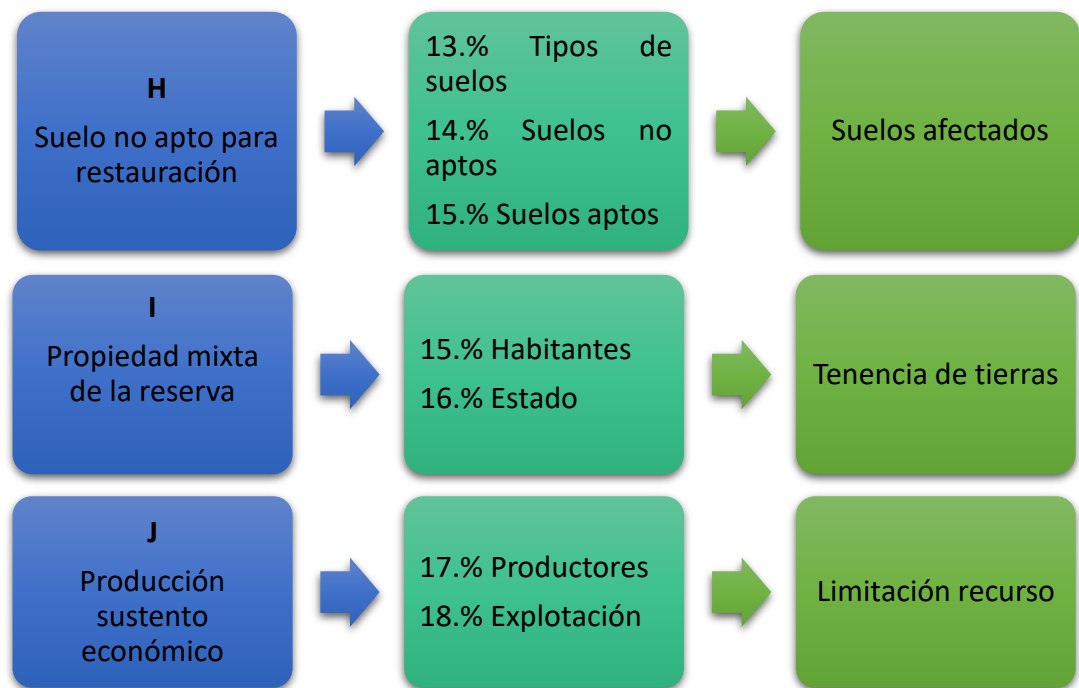 H
Suelo no apto para
restauración
13.% Tipos de
suelos
14.% Suelos no
aptos
15.% Suelos aptos
Suelos afectados
I
Propiedad mixta
de la reserva
15.% Habitantes
16.% Estado
Tenencia de tierras
J
Producción
sustento
económico
17.% Productores
18.% Explotación
Limitación recurso